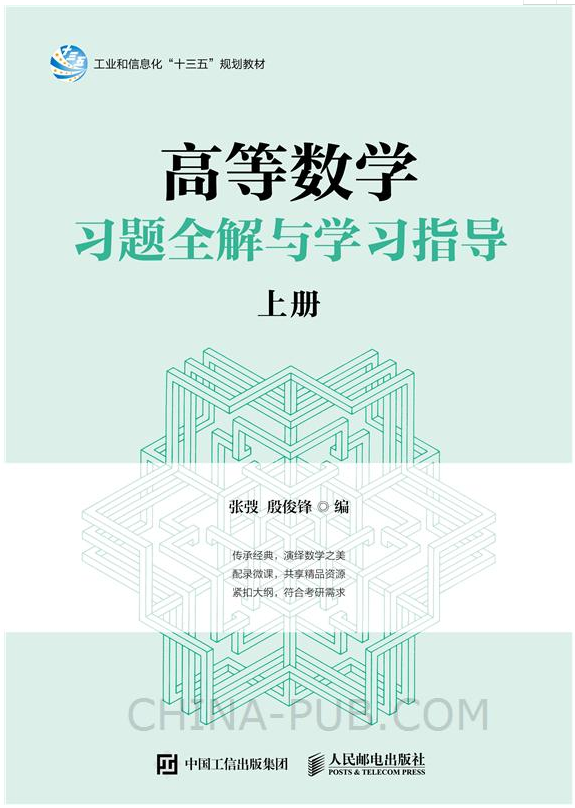 工业和信息化“十三五”规划教材
高等数学
习题全解与学习指导
上册
张弢 殷俊锋 ◎ 编
传承经典，演绎数学之美
配录微课，共享精品资源
紧扣大纲，符合考研需求
CHINA-PUB.COM
中国工信出版集团
人民邮电出版社
POSTS & TELECOM PRESS